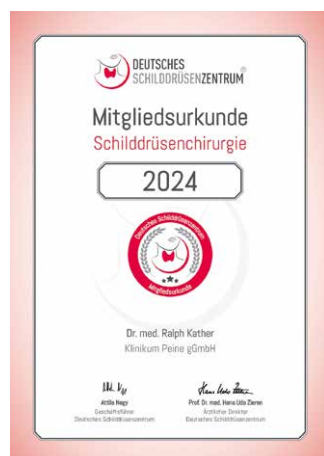 DEUTSCHES
SCHILDDRÜSENZENTRUM®
Mitgliedsurkunde
Schilddrüsenchirurgie
2024
Deutsches Schilddrüsenzentrum
Mitgliedsurkunde
Dr. med. Ralph Kather
Klinikum Peine gGmbH
Attila Nagy
Geschäftsführer
Deutsches Schilddrüsenzentrum
Prof. Dr. med. Hans Udo Zieren
Ärztlicher Direktor
Deutsches Schilddrüsenzentrum